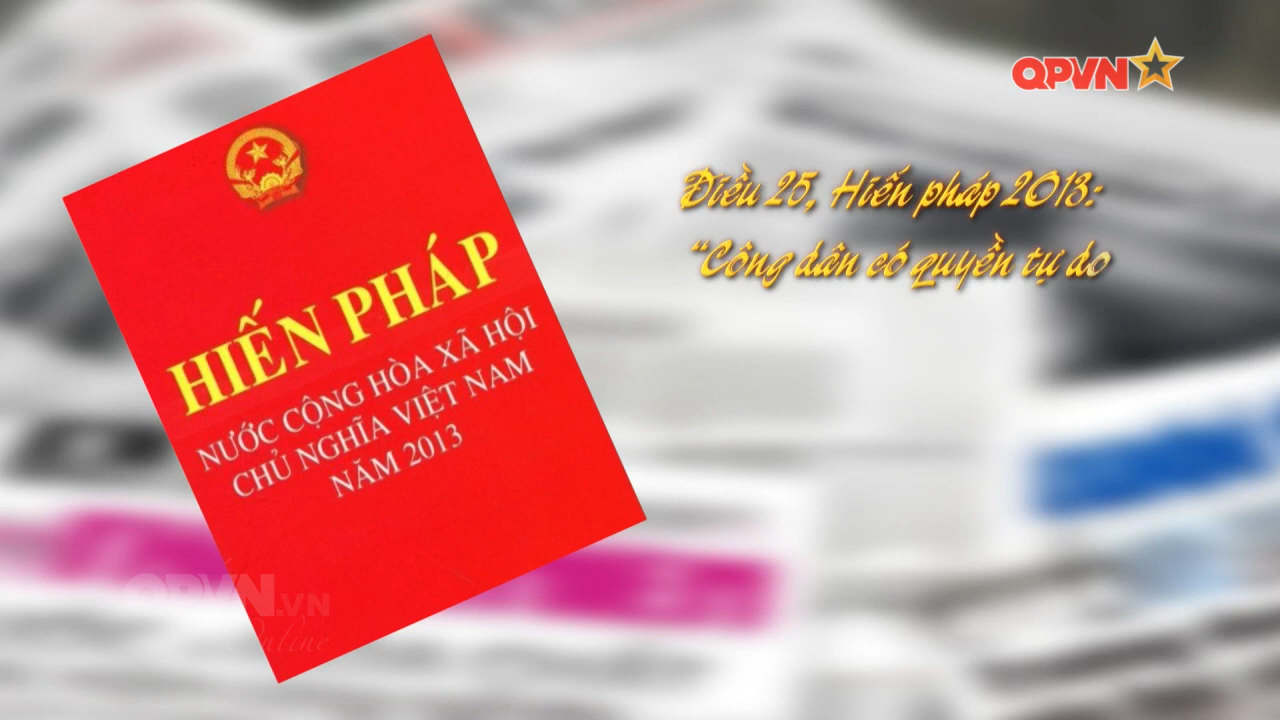 QPVN
Điều 25, Hiến pháp 2013:
“Công dân có quyền tự do
HIẾN PHÁP
NƯỚC CỘNG HÒA XÃ HỘI
CHỦ NGHĨA VIỆT NAM
NĂM 2013
QPVN.VN
Online